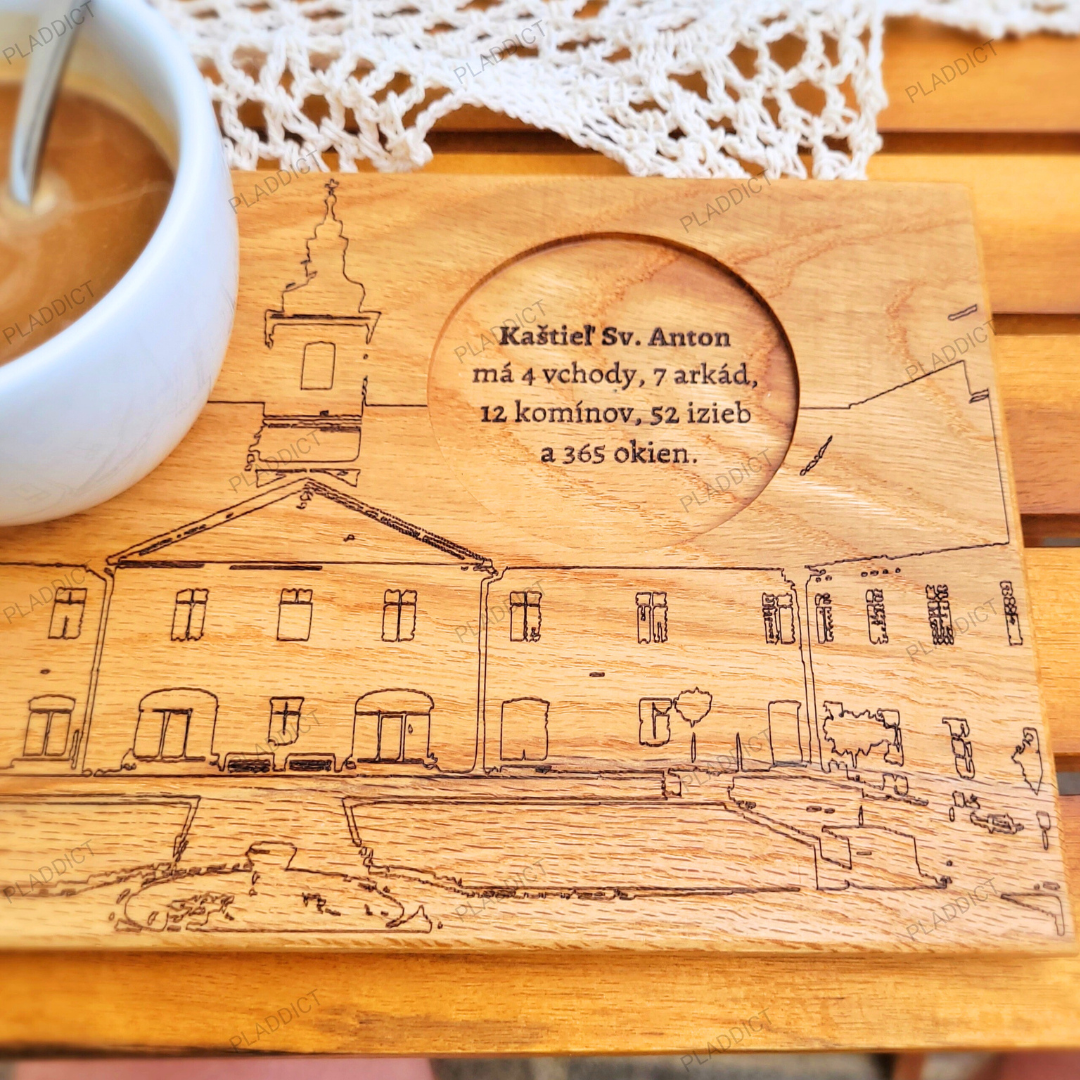 Kaštieľ Sv. Anton
má 4 vchody, 7 arkád,
12 komínov, 52 izieb
a 365 okien.
PLADDICT